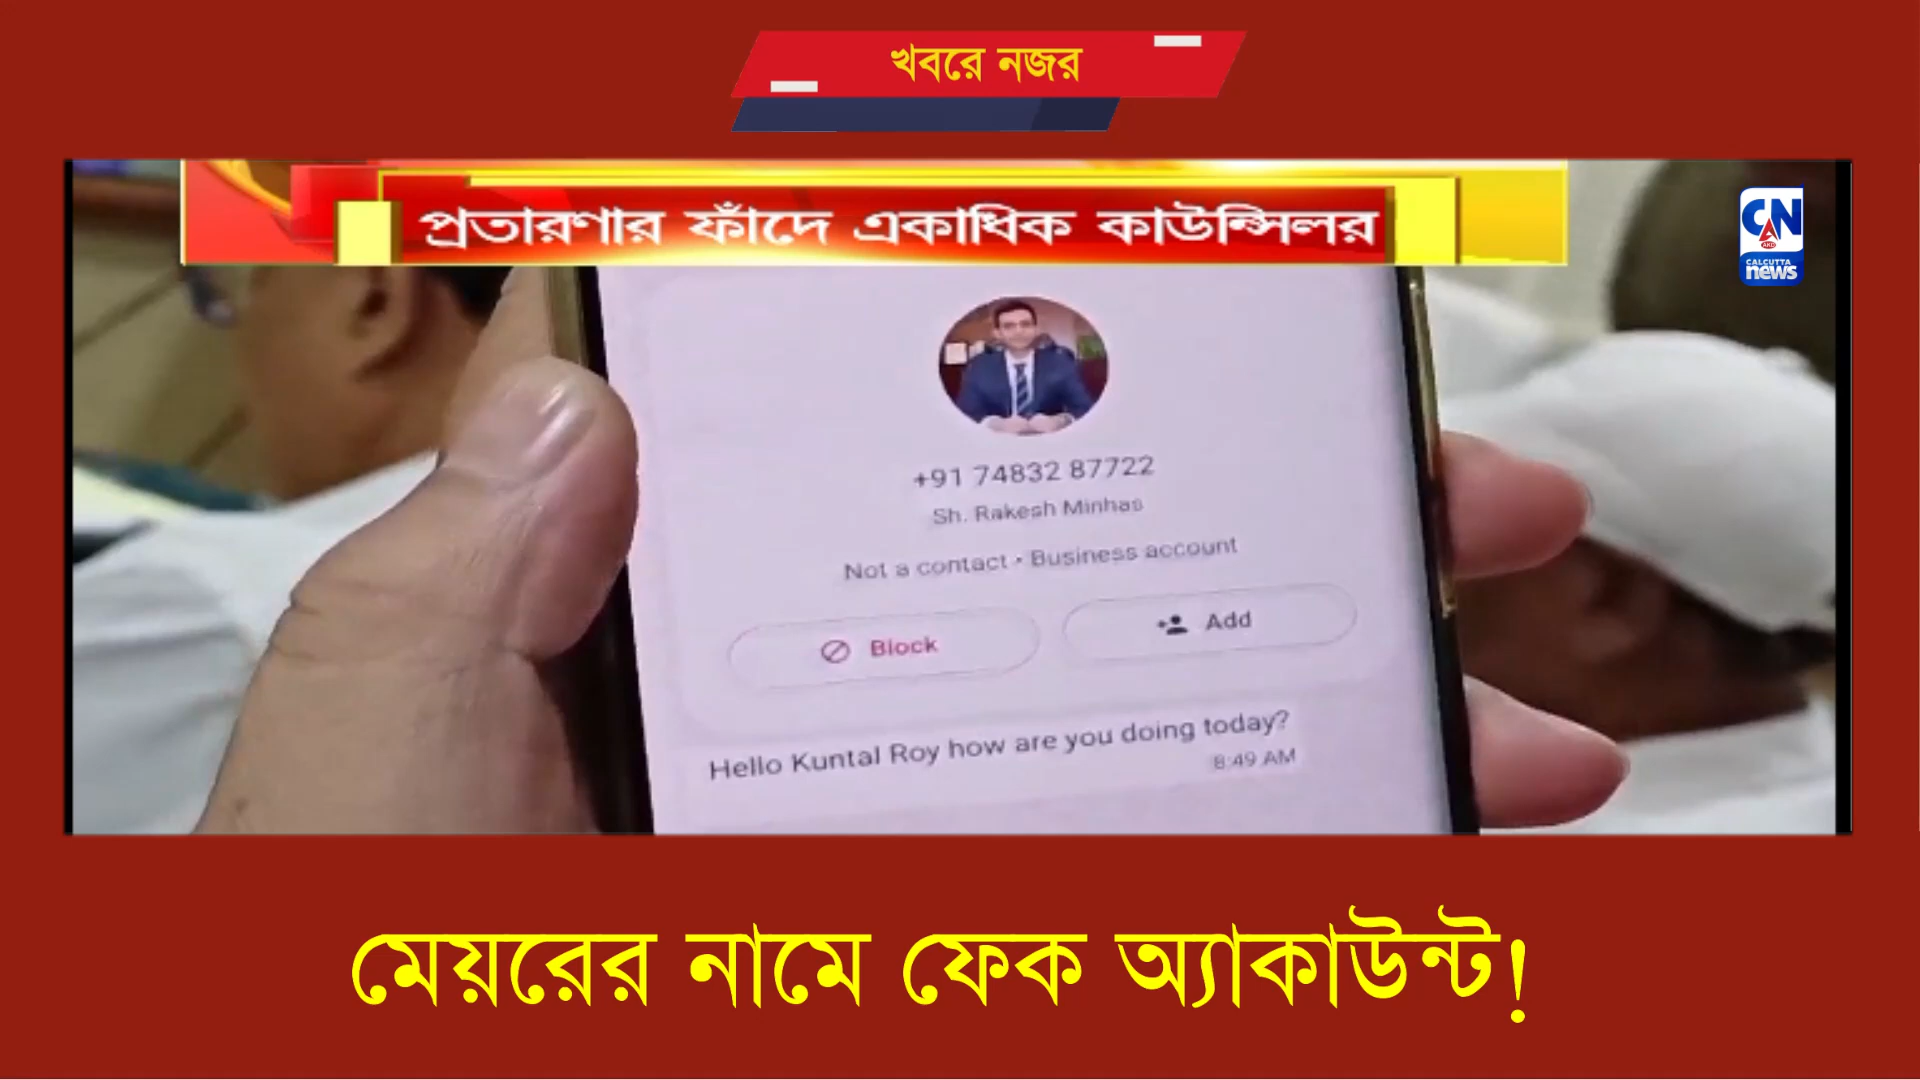 খবরে নজর
প্রতারণার ফাঁদে একাধিক কাউন্সিলর
CN
AKD
CALCUTTA
news
+91 74832 87722
Sh. Rakesh Minhas
Not a contact • Business account
Block
Add
Hello Kuntal Roy how are you doing today?
8:49 AM
মেয়রের নামে ফেক অ্যাকাউন্ট!